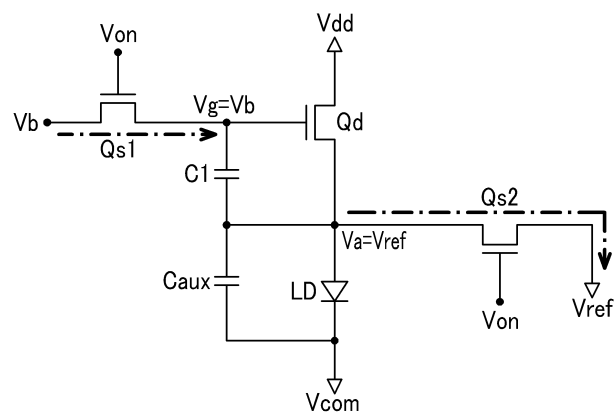 Vdd
Von
Vg=Vb
Vb
Qd
Qs1
C1
Qs2
Va=Vref
Caux
LD
Vref
Von
Vcom